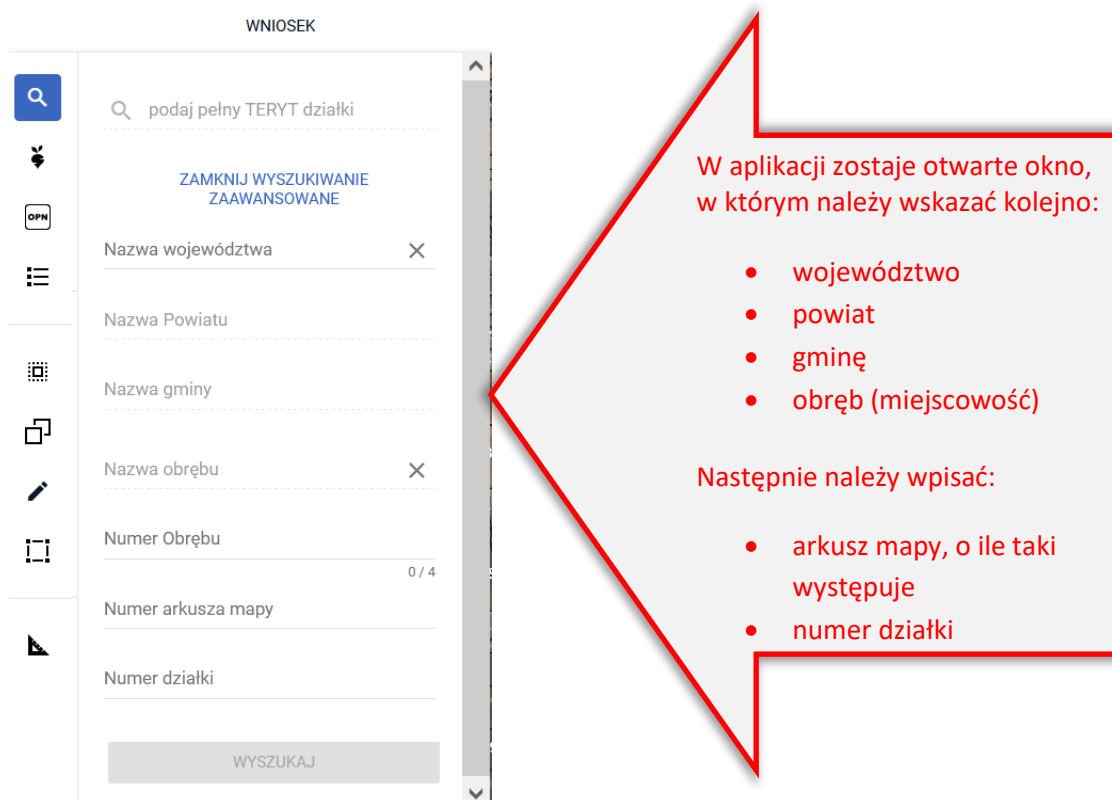 WNIOSEK
podaj pełny TERYT działki
OPN
ZAMKNIJ WYSZUKIWANIE
ZAAWANSOWANE
Nazwa województwa
Nazwa Powiatu
Nazwa gminy
Nazwa obrębu
Numer Obrębu
0 / 4
Numer arkusza mapy
Numer działki
WYSZUKAJ
W aplikacji zostaje otwarte okno,
w którym należy wskazać kolejno:
• województwo
• powiat
• gminę
• obręb (miejscowość)
Następnie należy wpisać:
• arkusz mapy, o ile taki
występuje
• numer działki